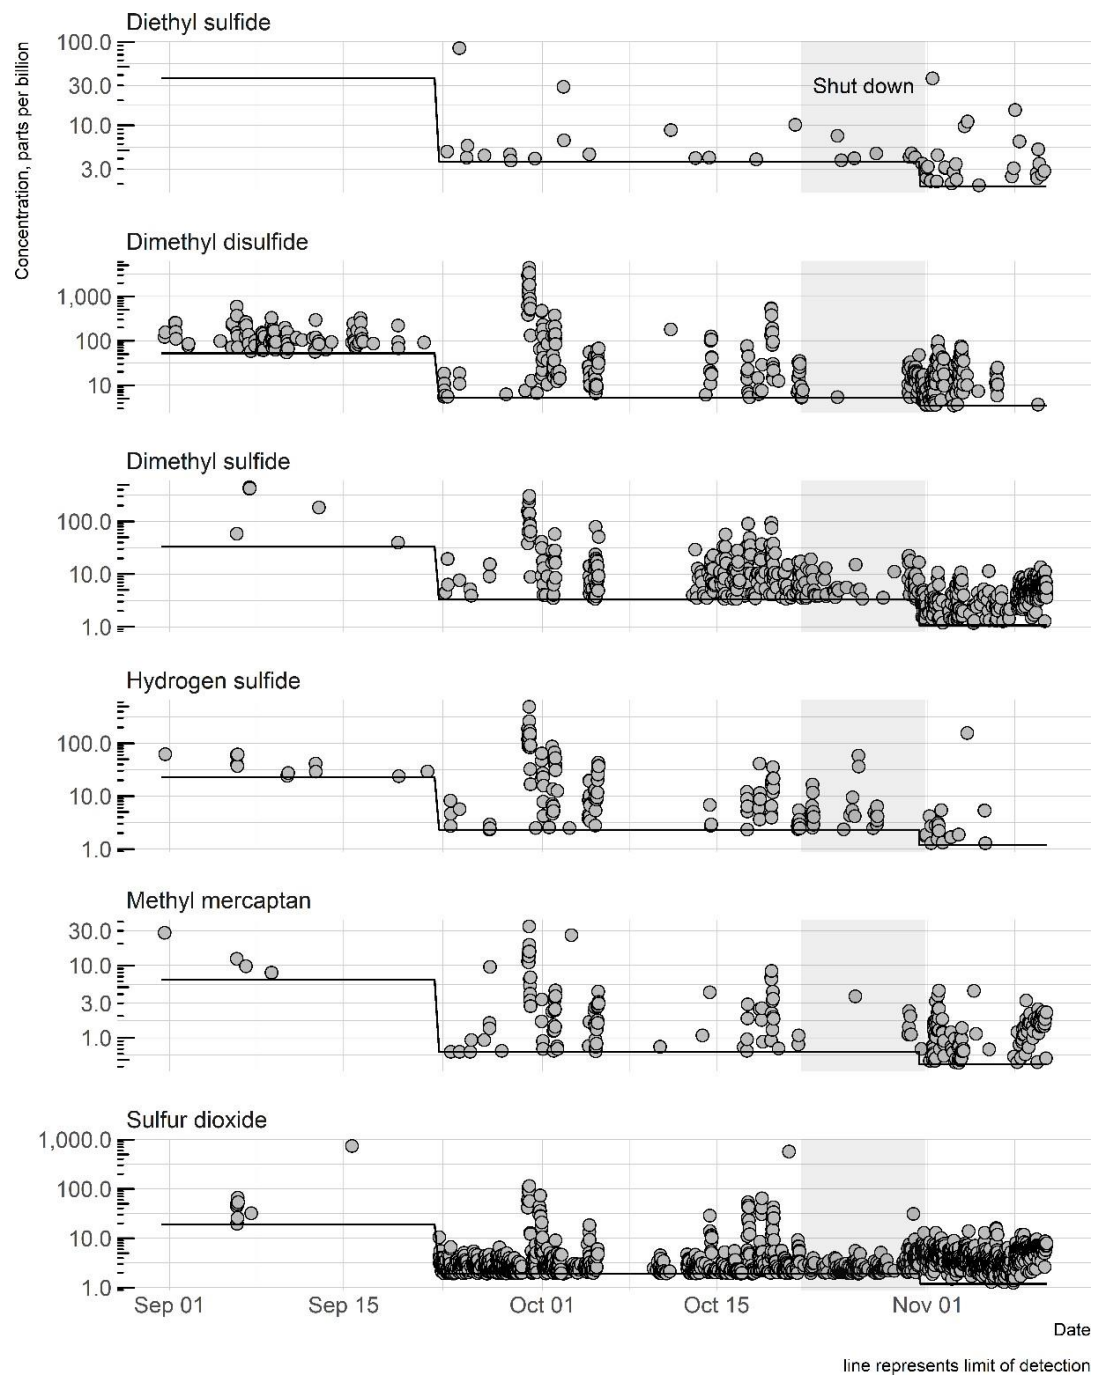 Diethyl sulfide
Concentration, parts per billion
100.0
30.0
10.0
3.0
Shut down
Dimethyl disulfide
1,000
100
10
Dimethyl sulfide
100.0
10.0
1.0
Hydrogen sulfide
100.0
10.0
1.0
Methyl mercaptan
30.0
10.0
3.0
1.0
Sulfur dioxide
1,000.0
100.0
10.0
1.0
Sep 01 Sep 15 Oct 01 Oct 15 Nov 01
Date
line represents limit of detection